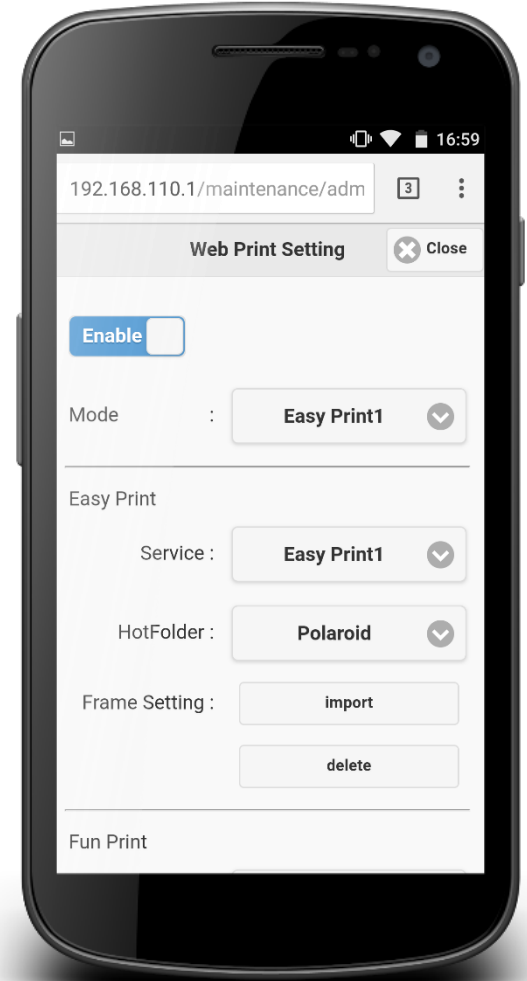 16:59
192.168.110.1/maintenance/adm
3
Web Print Setting
Close
Enable
Mode : Easy Print1
Easy Print
Service : Easy Print1
HotFolder : Polaroid
Frame Setting : import
delete
Fun Print